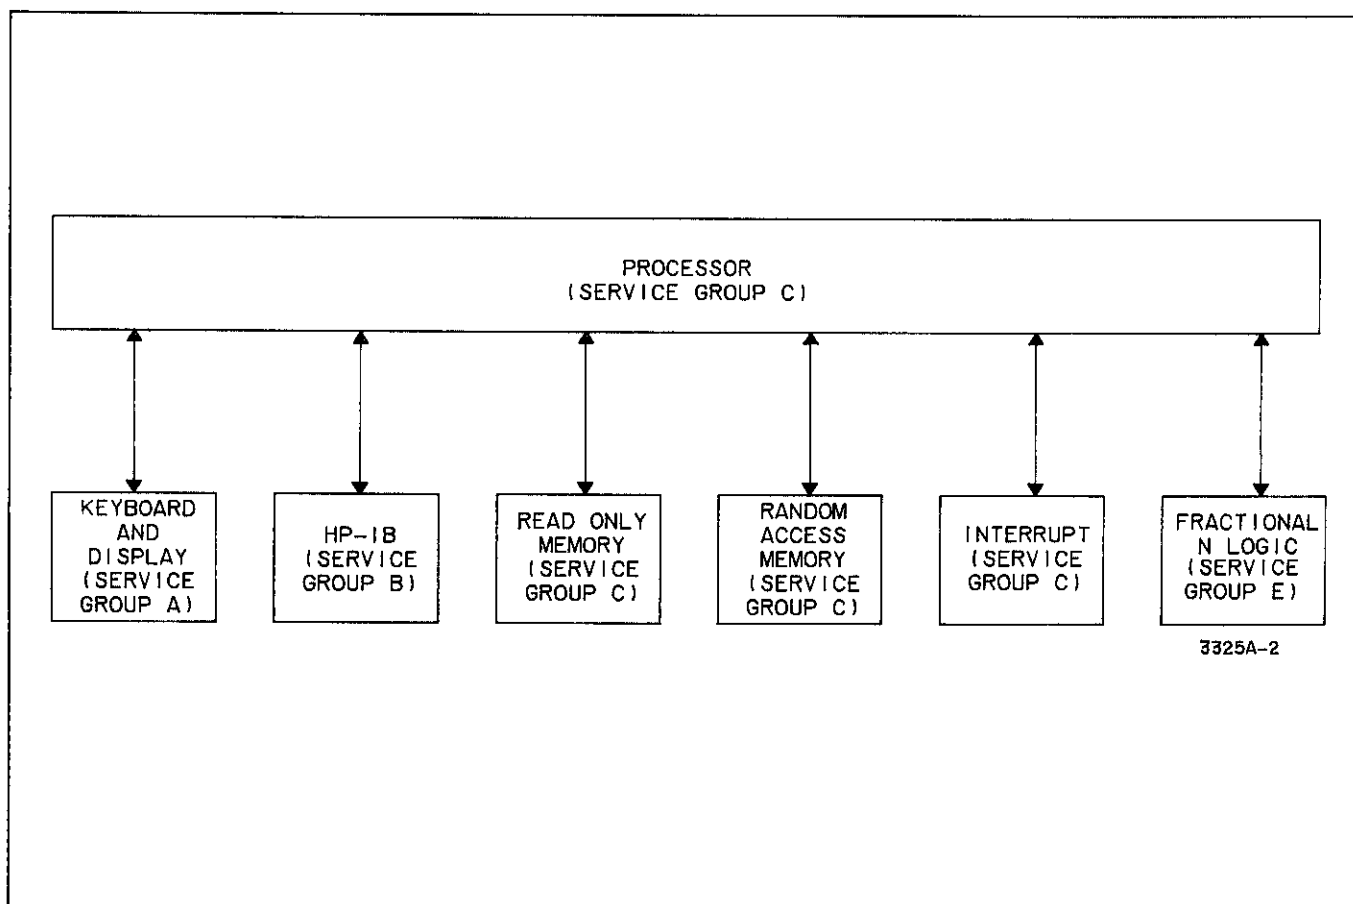 PROCESSOR
(SERVICE GROUP C)
KEYBOARD
AND
DISPLAY
(SERVICE
GROUP A)
HP-IB
(SERVICE
GROUP B)
READ ONLY
MEMORY
(SERVICE
GROUP C)
RANDOM
ACCESS
MEMORY
(SERVICE
GROUP C)
INTERRUPT
(SERVICE
GROUP C)
FRACTIONAL
N LOGIC
(SERVICE
GROUP E)
3325A-2